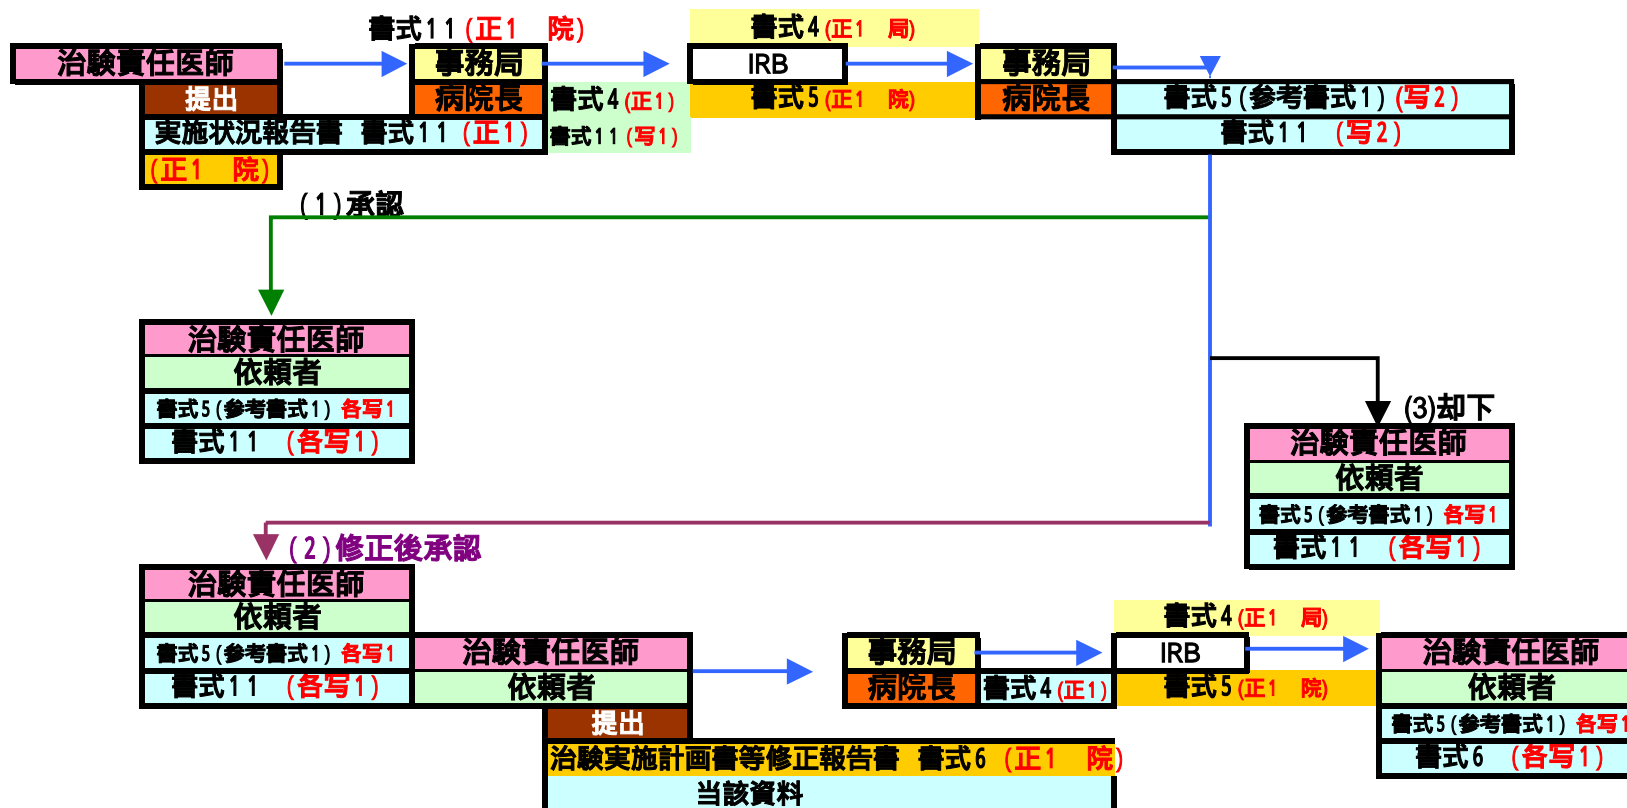 書式11(正1　院)
書式4(正1　局)
治験責任医師
事務局
IRB
事務局
提出
病院長
書式4(正1)
書式5(正1　院)
病院長
書式5(参考書式1)(写2)
実施状況報告書　書式11(正1)
書式11(写1)
書式11　(写2)
(正1　院)
(1)承認
治験責任医師
依頼者
書式5(参考書式1) 各写1
書式11　(各写1)
(3)却下
治験責任医師
依頼者
書式5(参考書式1) 各写1
書式11　(各写1)
(2)修正後承認
治験責任医師
依頼者
書式5(参考書式1) 各写1
書式11　(各写1)
治験責任医師
依頼者
提出
治験実施計画書等修正報告書　書式6　(正1　院)
当該資料
事務局
病院長
書式4(正1)
書式4(正1　局)
IRB
書式5(正1　院)
治験責任医師
依頼者
書式5(参考書式1) 各写1
書式6　(各写1)